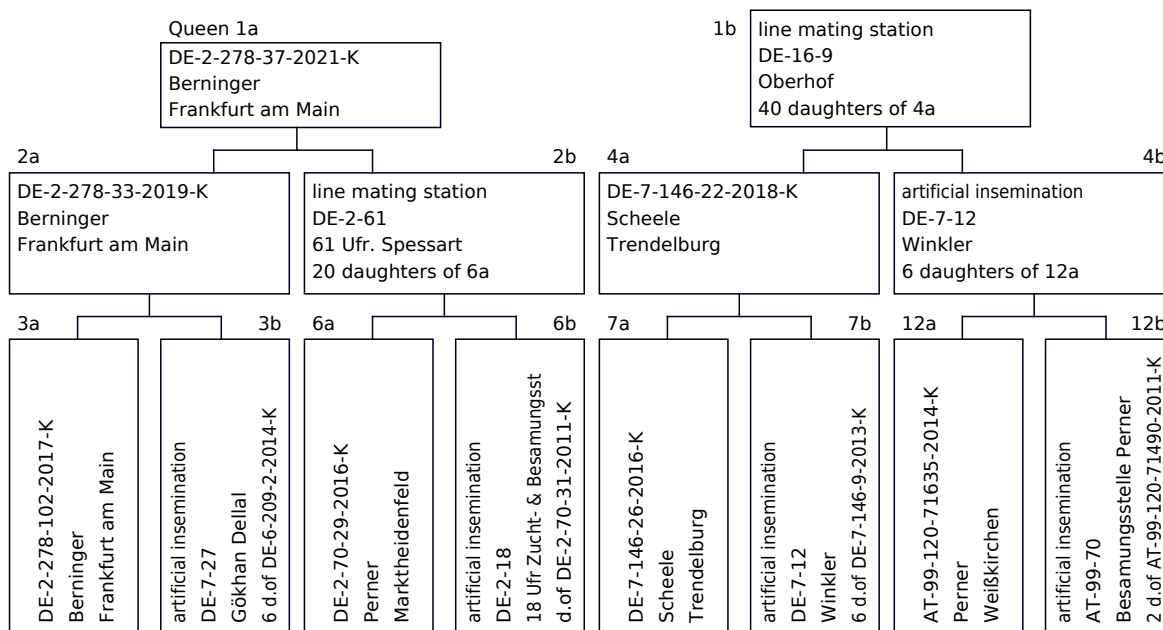 Queen 1a
DE-2-278-37-2021-K
Berninger
Frankfurt am Main
1b
line mating station
DE-16-9
Oberhof
40 daughters of 4a
2a
DE-2-278-33-2019-K
Berninger
Frankfurt am Main
2b
line mating station
DE-2-61
61 Ufr. Spessart
20 daughters of 6a
4a
DE-7-146-22-2018-K
Scheele
Trendelburg
4b
artificial insemination
DE-7-12
Winkler
6 daughters of 12a
3a
DE-2-278-102-2017-K
Berninger
Frankfurt am Main
3b
artificial insemination
DE-7-27
Gökhan Dellal
6 d.of DE-6-209-2-2014-K
6a
DE-2-70-29-2016-K
Perner
Marktheidenfeld
6b
artificial insemination
DE-2-18
18 Ufr Zucht- & Besamungsst
d.of DE-2-70-31-2011-K
7a
DE-7-146-26-2016-K
Scheele
Trendelburg
7b
artificial insemination
DE-7-12
Winkler
6 d.of DE-7-146-9-2013-K
12a
AT-99-120-71635-2014-K
Perner
Weißkirchen
12b
artificial insemination
AT-99-70
Besamungsstelle Perner
2 d.of AT-99-120-71490-2011-K